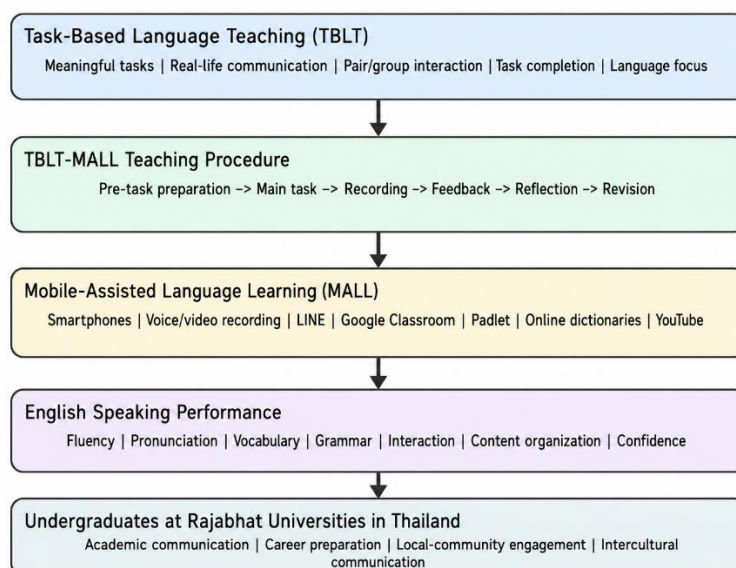 Task-Based Language Teaching (TBLT)
Meaningful tasks | Real-life communication | Pair/group interaction | Task completion | Language focus
TBLT-MALL Teaching Procedure
Pre-task preparation –> Main task –> Recording –> Feedback –> Reflection –> Revision
Mobile-Assisted Language Learning (MALL)
Smartphones | Voice/video recording | LINE | Google Classroom | Padlet | Online dictionaries | YouTube
English Speaking Performance
Fluency | Pronunciation | Vocabulary | Grammar | Interaction | Content organization | Confidence
Undergraduates at Rajabhat Universities in Thailand
Academic communication | Career preparation | Local-community engagement | Intercultural
communication